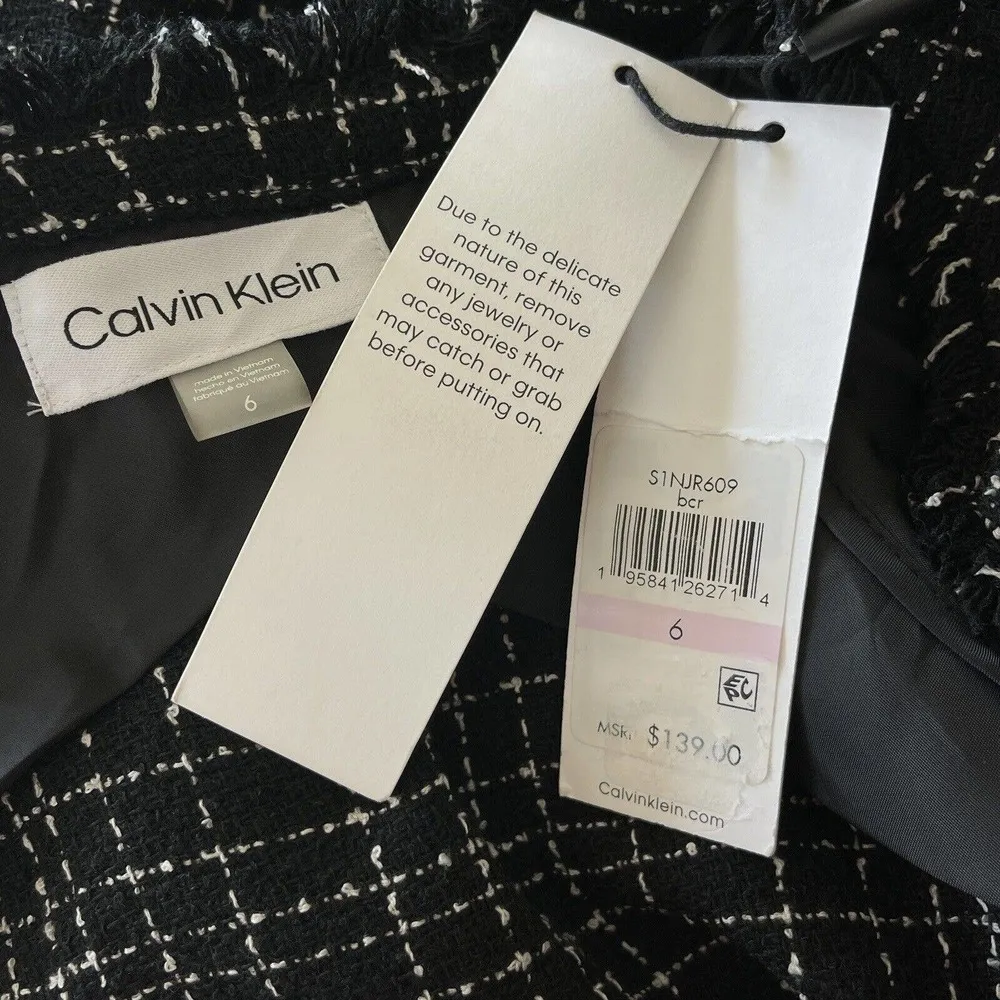 Calvin Klein
made in Vietnam
hecho en Vietnam
fabriqué au Vietnam
6
Due to the delicate
nature of this
garment, remove
any jewelry or
accessories that
may catch or grab
before putting on.
S1NJR609
bcr
1 95841 26271 4
6
EPC
MSR $139.00
Calvinklein.com